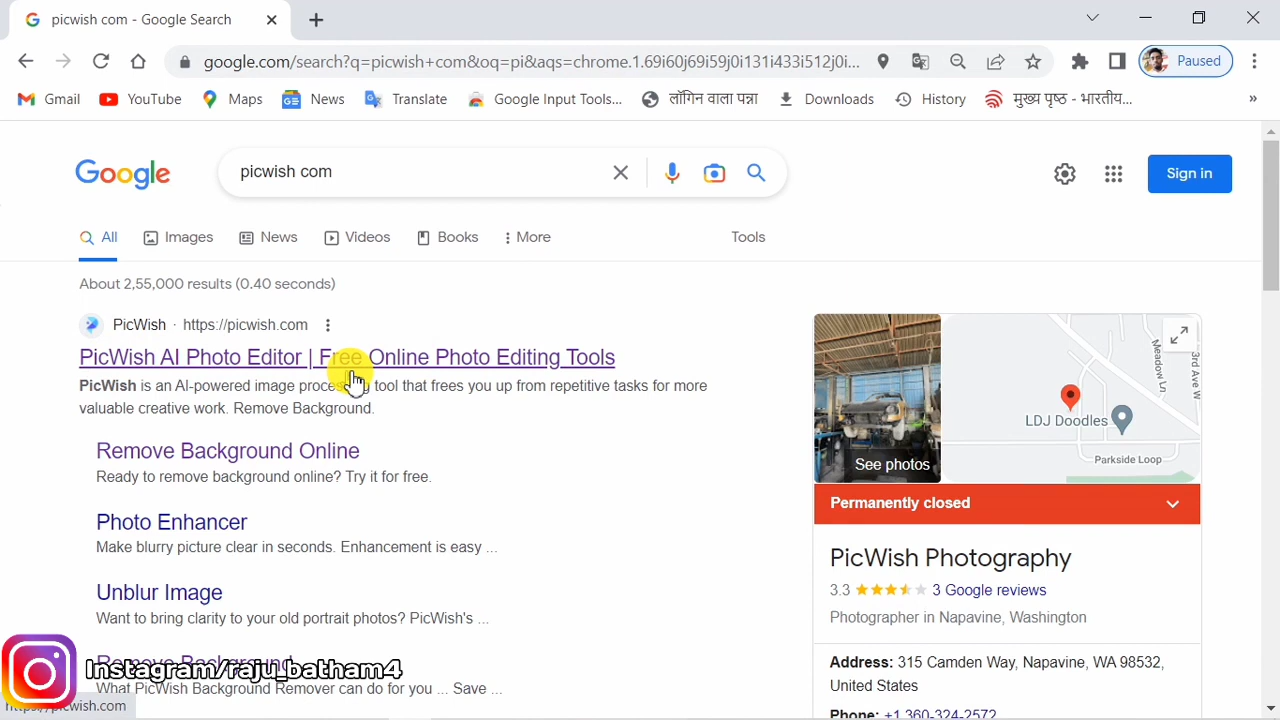 picwish com - Google Search
google.com/search?q=picwish+com&oq=pi&aqs=chrome.1.69i60j69i59j0i131i433i512j0i...
Paused
Gmail
YouTube
Maps
News
Translate
Google Input Tools...
लॉगिन वाला पन्ना
Downloads
History
मुख्य पृष्ठ - भारतीय...
»
Google
picwish com
Sign in
All
Images
News
Videos
Books
More
Tools
About 2,55,000 results (0.40 seconds)
PicWish · https://picwish.com
PicWish AI Photo Editor | Free Online Photo Editing Tools
PicWish is an AI-powered image processing tool that frees you up from repetitive tasks for more
valuable creative work. Remove Background.
Remove Background Online
Ready to remove background online? Try it for free.
Photo Enhancer
Make blurry picture clear in seconds. Enhancement is easy ...
Unblur Image
Want to bring clarity to your old portrait photos? PicWish's ...
Remove Background
Instagram/raju_batham4
What PicWish Background Remover can do for you ... Save ...
https://picwish.com
See photos
Meadow Ln
3rd Ave W
LDJ Doodles
Parkside Loop
Permanently closed
PicWish Photography
3.3
3 Google reviews
Photographer in Napavine, Washington
Address: 315 Camden Way, Napavine, WA 98532,
United States
Phone: +1 360-324-2572